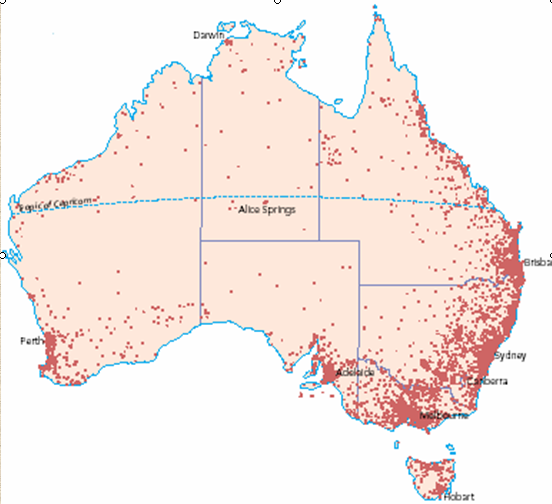 Darwin
Tropic of Capricorn
Alice Springs
Brisba
Perth
Sydney
Adelaide
Canberra
Melbourne
Hobart